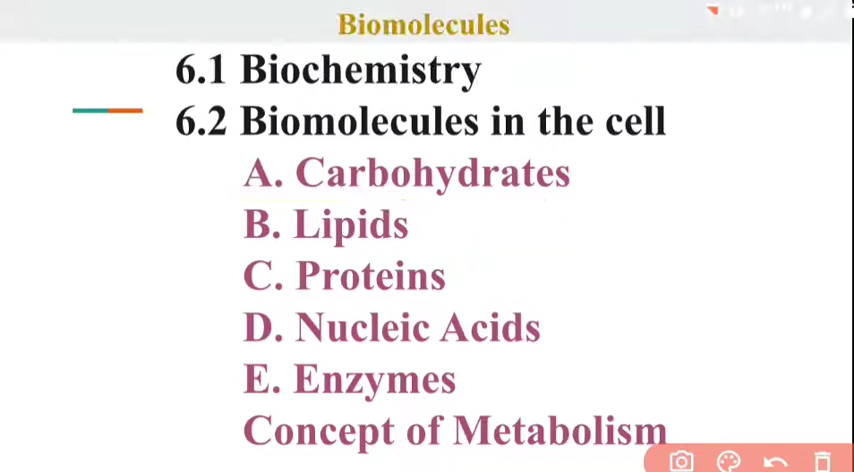 Biomolecules
6.1 Biochemistry
6.2 Biomolecules in the cell
A. Carbohydrates
B. Lipids
C. Proteins
D. Nucleic Acids
E. Enzymes
Concept of Metabolism